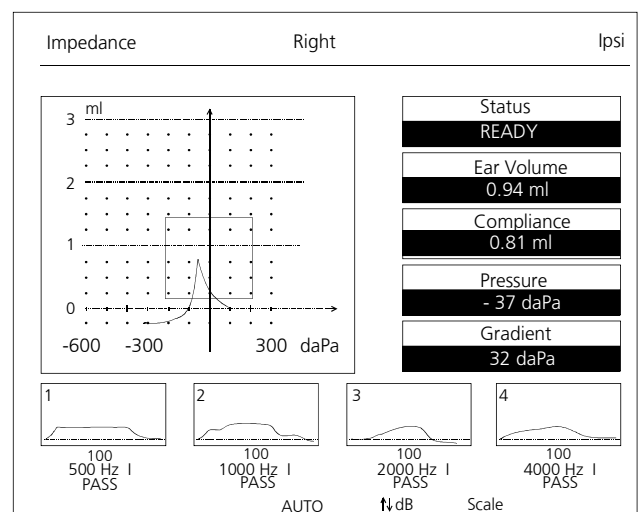 Impedance Right Ipsi
ml
3
2
1
0
-600 -300 300 daPa
Status
READY
Ear Volume
0.94 ml
Compliance
0.81 ml
Pressure
- 37 daPa
Gradient
32 daPa
1 2 3 4
100 100 100 100
500 Hz I 1000 Hz I 2000 Hz I 4000 Hz I
PASS PASS PASS PASS
AUTO ⇅ dB Scale